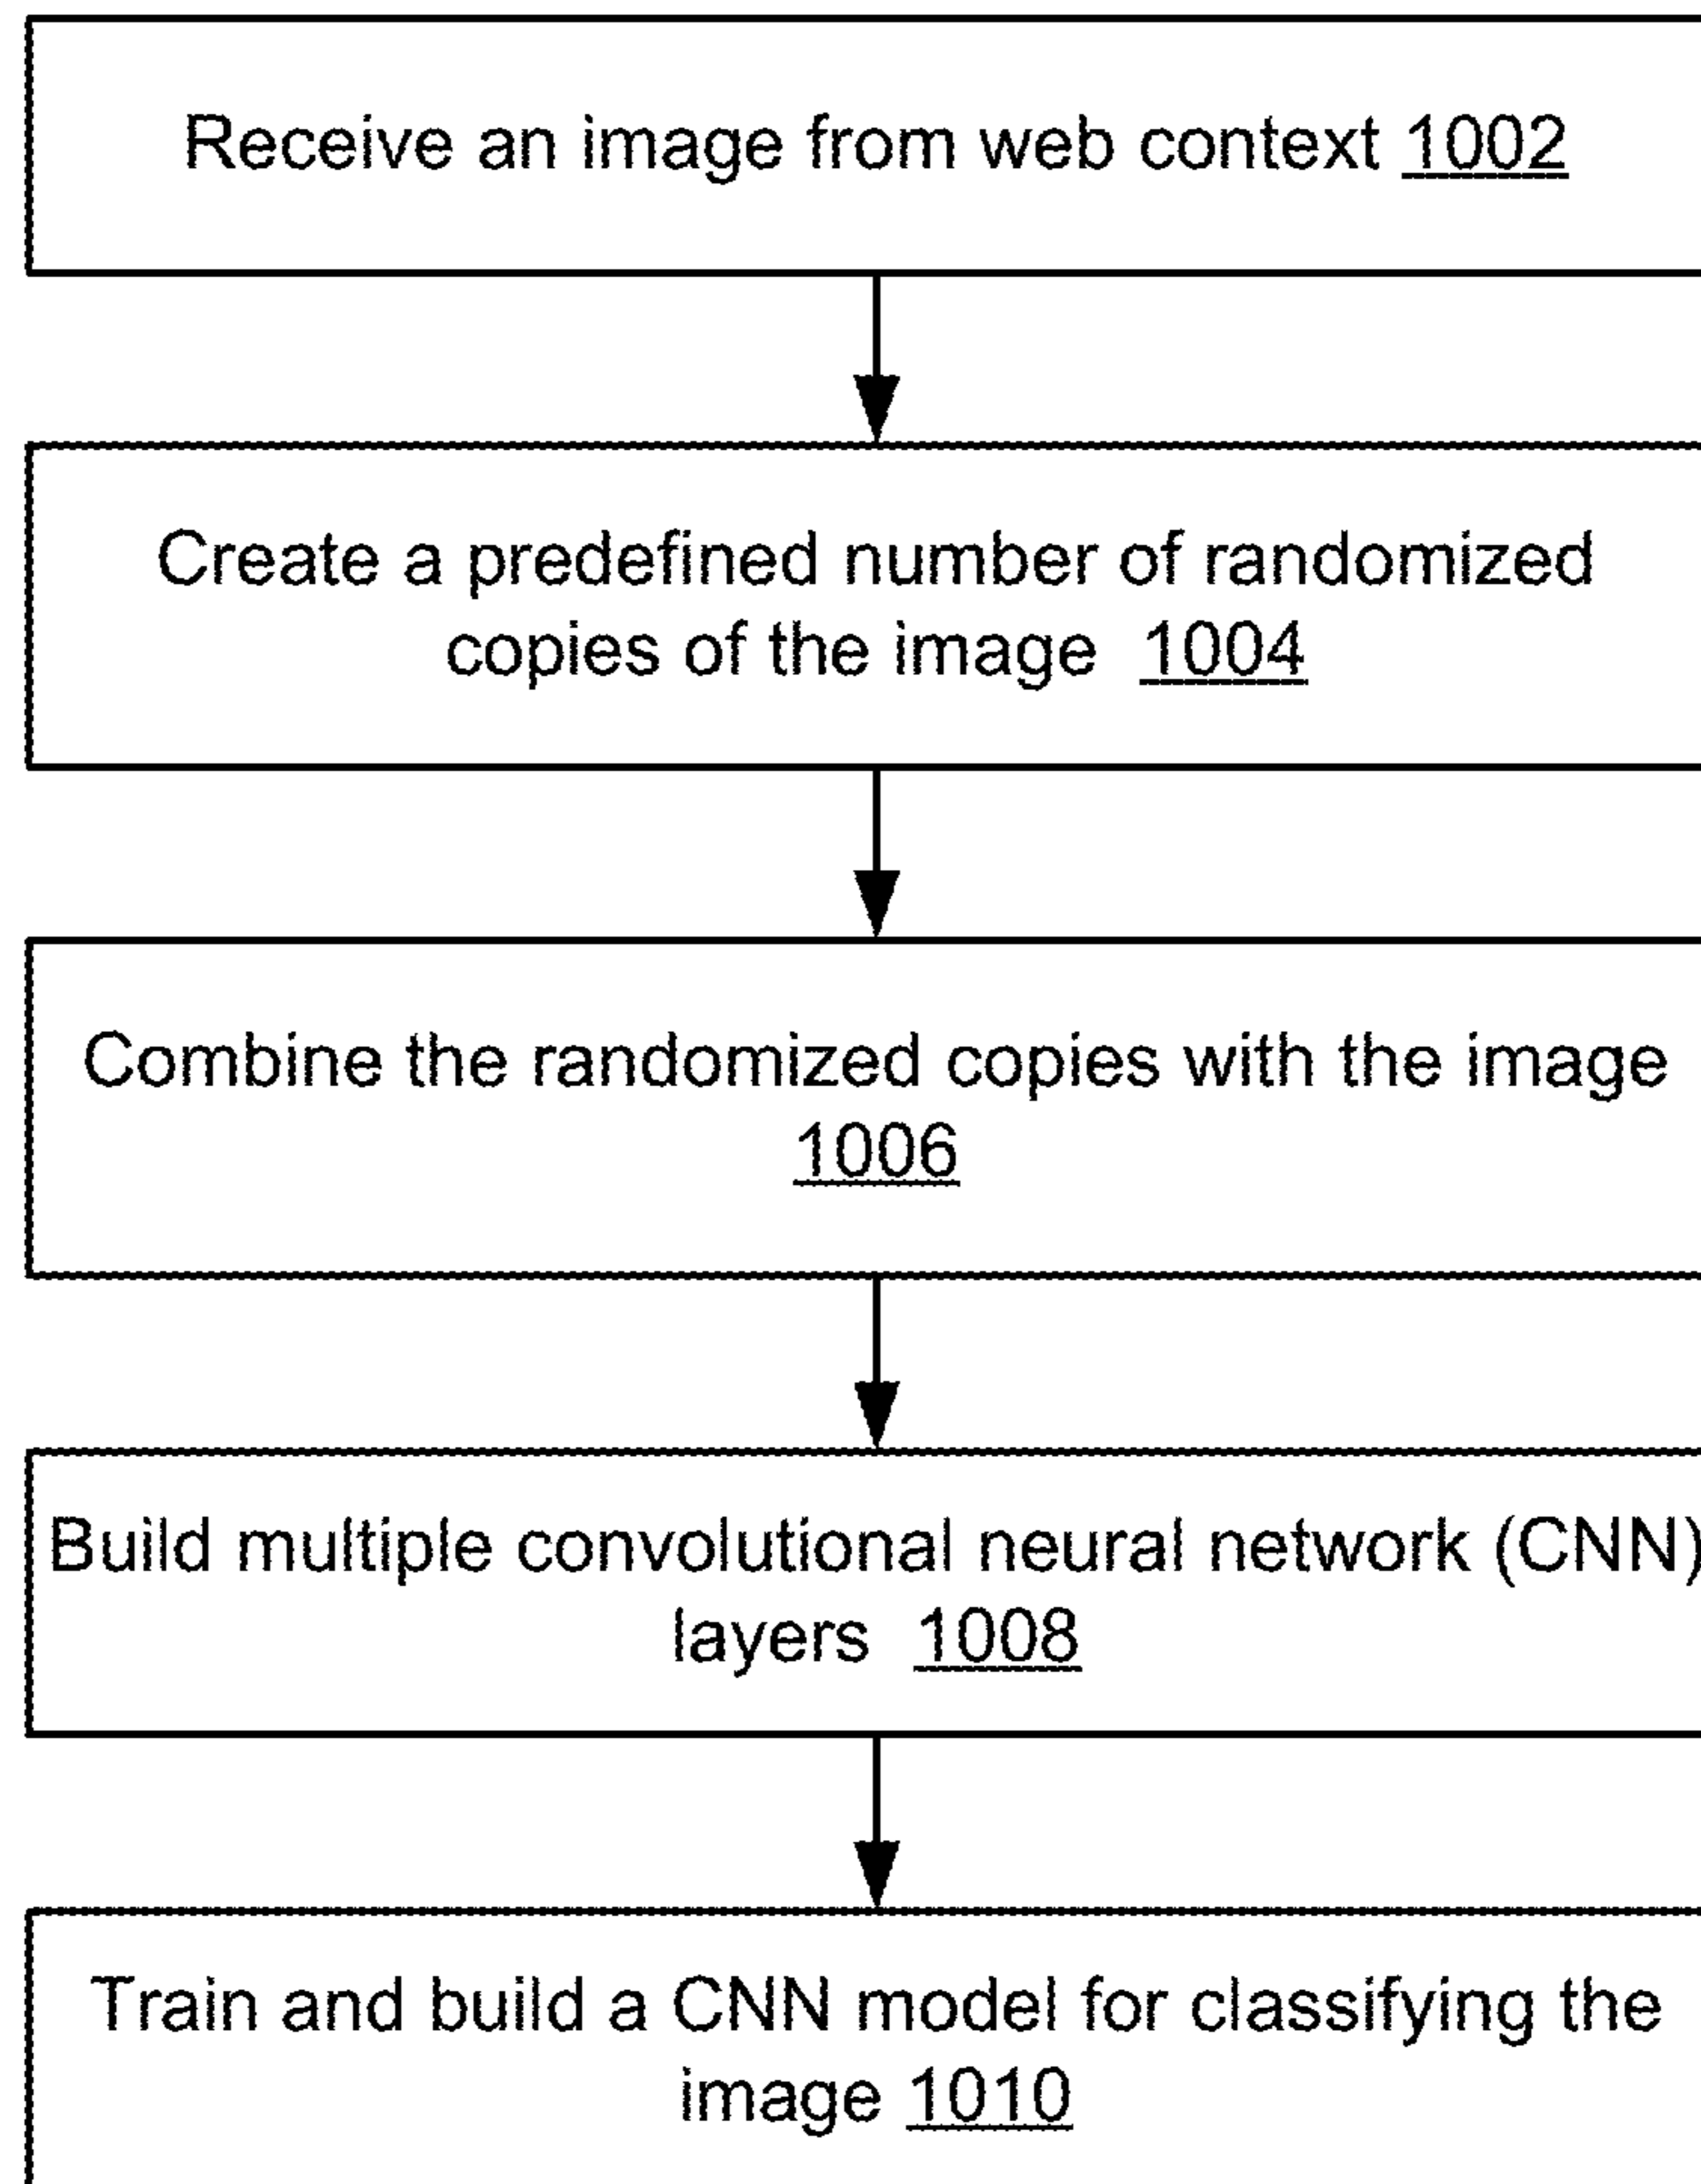 Receive an image from web context 1002
Create a predefined number of randomized
copies of the image 1004
Combine the randomized copies with the image
1006
Build multiple convolutional neural network (CNN)
layers 1008
Train and build a CNN model for classifying the
image 1010